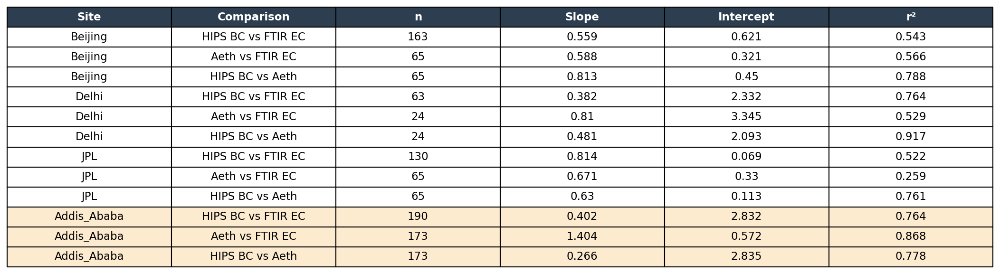 Site Comparison n Slope Intercept r²
Beijing HIPS BC vs FTIR EC 163 0.559 0.621 0.543
Beijing Aeth vs FTIR EC 65 0.588 0.321 0.566
Beijing HIPS BC vs Aeth 65 0.813 0.45 0.788
Delhi HIPS BC vs FTIR EC 63 0.382 2.332 0.764
Delhi Aeth vs FTIR EC 24 0.81 3.345 0.529
Delhi HIPS BC vs Aeth 24 0.481 2.093 0.917
JPL HIPS BC vs FTIR EC 130 0.814 0.069 0.522
JPL Aeth vs FTIR EC 65 0.671 0.33 0.259
JPL HIPS BC vs Aeth 65 0.63 0.113 0.761
Addis_Ababa HIPS BC vs FTIR EC 190 0.402 2.832 0.764
Addis_Ababa Aeth vs FTIR EC 173 1.404 0.572 0.868
Addis_Ababa HIPS BC vs Aeth 173 0.266 2.835 0.778